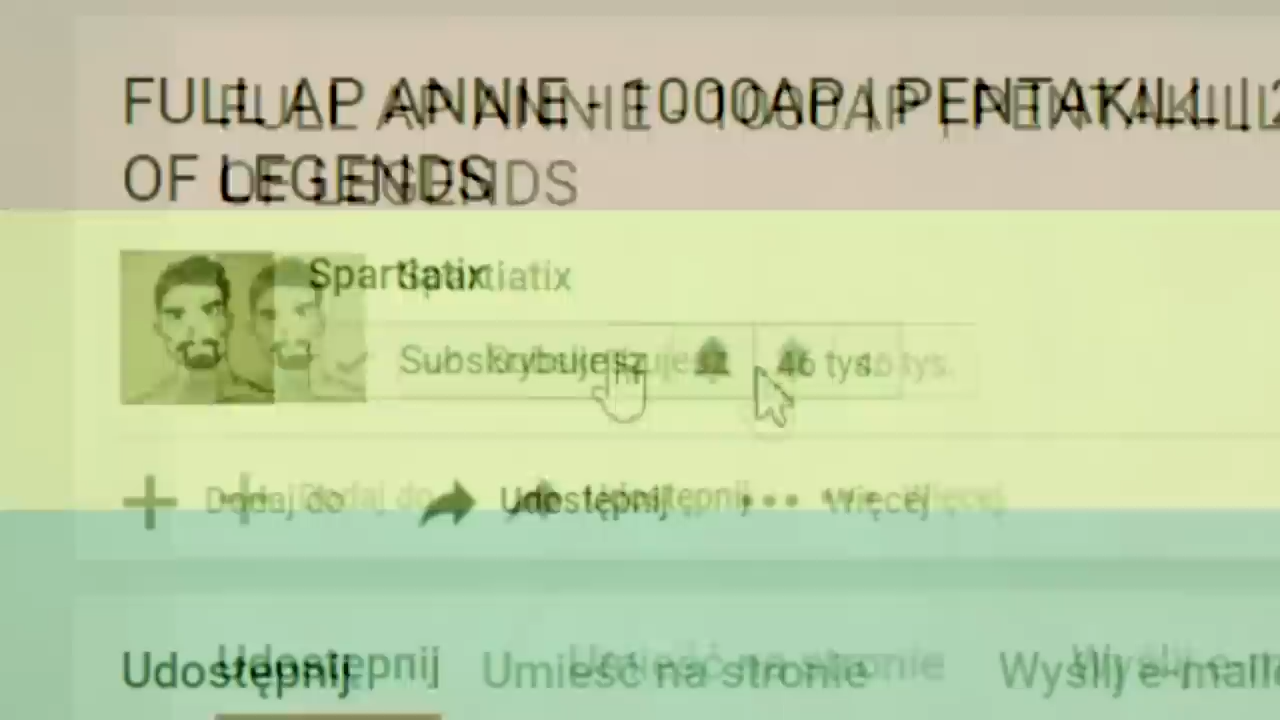 FULL AP ANNIE - 1000AP | PENTAKILL | 2
OF LEGENDS
Spartiatix
Subskrybujesz 46 tys.
Dodaj do Udostępnij Więcej
Udostępnij Umieść na stronie Wyślij e-mail